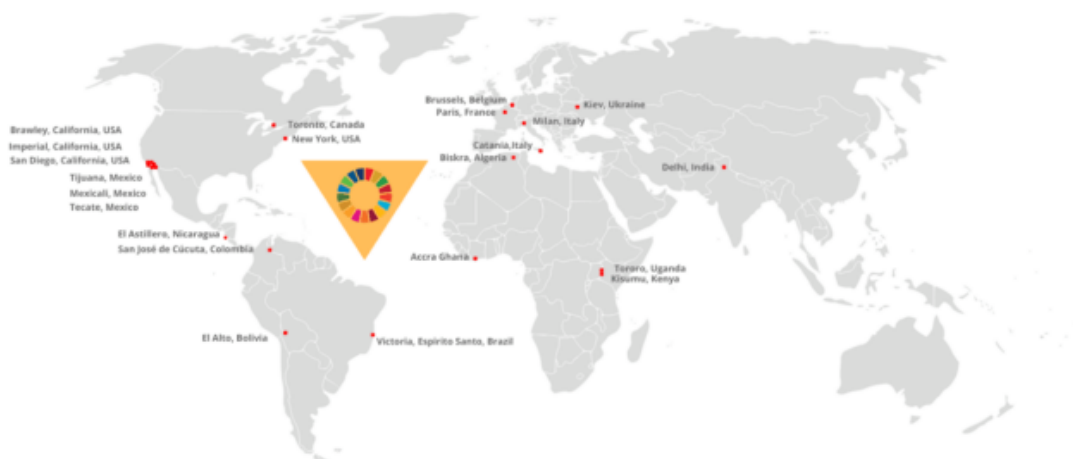 Brussels, Belgium
Paris, France
Kiev, Ukraine
Milan, Italy
Toronto, Canada
New York, USA
Brawley, California, USA
Imperial, California, USA
San Diego, California, USA
Catania,Italy
Biskra, Algeria
Delhi, India
Tijuana, Mexico
Mexicali, Mexico
Tecate, Mexico
El Astillero, Nicaragua
San José de Cúcuta, Colombia
Accra Ghana
Tororo, Uganda
Kisumu, Kenya
El Alto, Bolivia
Victoria, Espirito Santo, Brazil